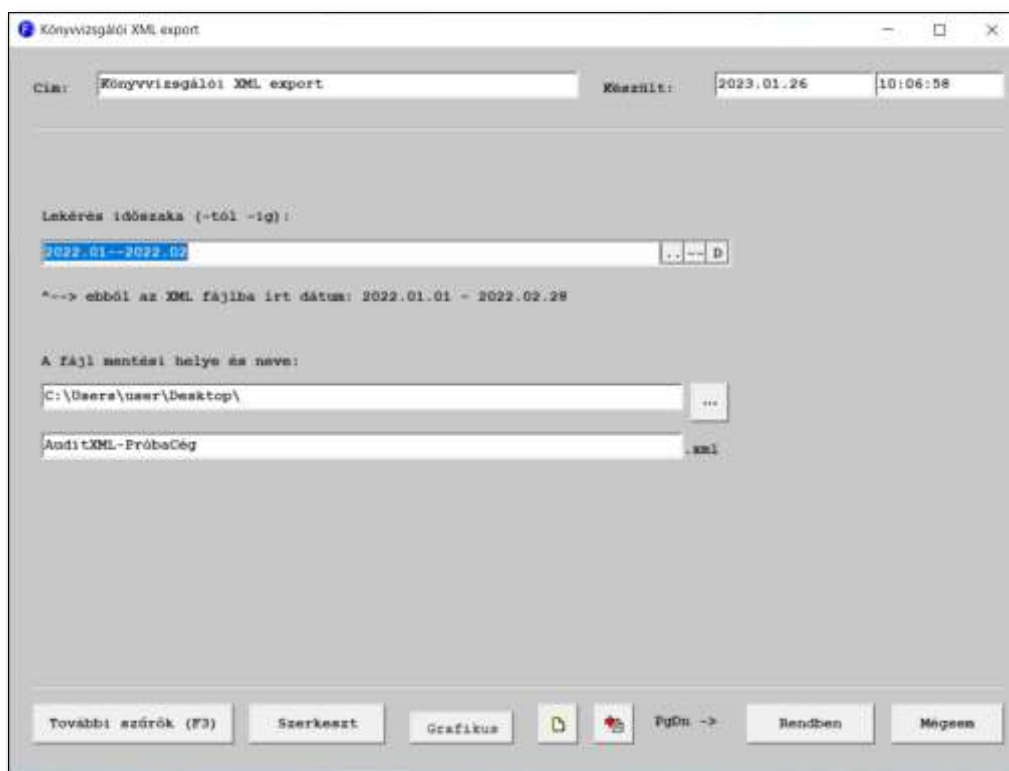 Könyvvizsgálói XML export
Cím: Könyvvizsgálói XML export Készült: 2023.01.26 10:06:58
Lekérés időszaka (-tól -ig):
2022.01--2022.02 .. -- D
^--> ebből az XML fájlba írt dátum: 2022.01.01 - 2022.02.28
A fájl mentési helye és neve:
C:\Users\user\Desktop\ ...
AuditXML-PróbaCég .xml
További szűrők (F3) Szerkeszt Grafikus PgDn -> Rendben Mégsem